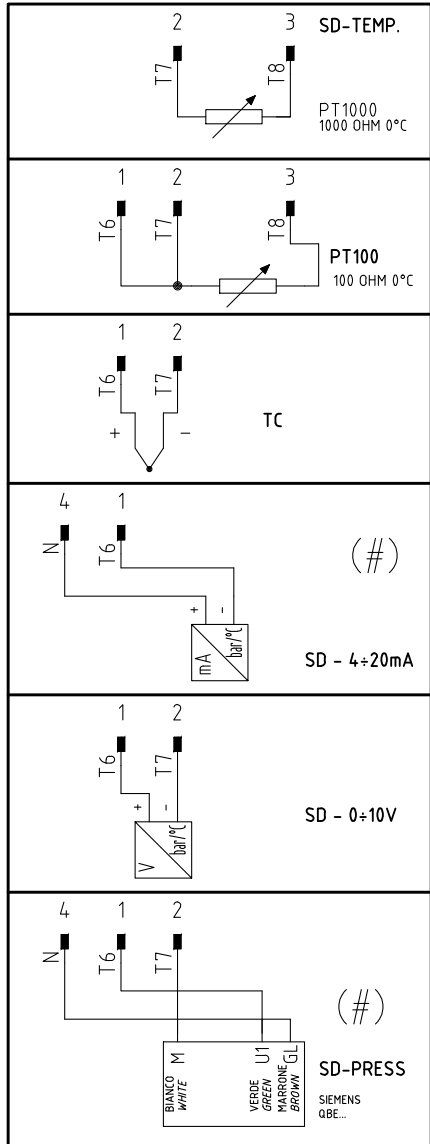 2 3 SD-TEMP.
T7 T8
PT1000
1000 OHM 0°C
1 2 3
T6 T7 T8
PT100
100 OHM 0°C
1 2
T6 T7
+ -
TC
4 1
N T6
(#)
+ -
mA bar/°C
SD - 4÷20mA
1 2
T6 T7
+ -
V bar/°C
SD - 0÷10V
4 1 2
N T6 T7
(#)
M U1 GL
BIANCO
WHITE
VERDE
GREEN
MARRONE
BROWN
SD-PRESS
SIEMENS
QBE...